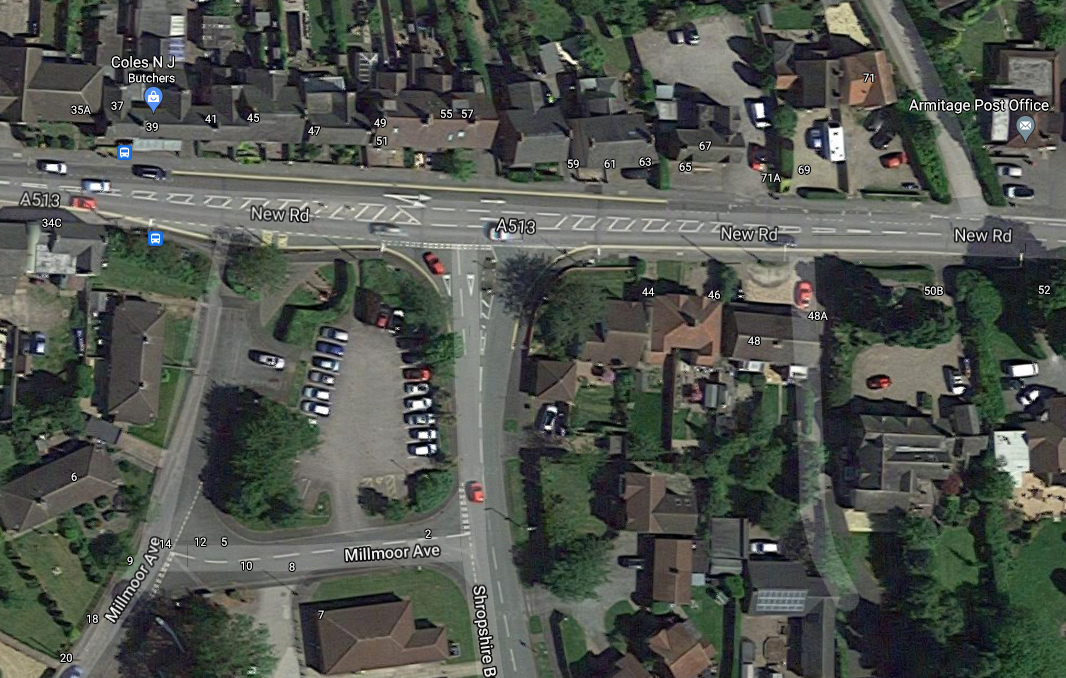 Coles N J
Butchers
35A
37
39
41
45
47
49
51
55
57
59
61
63
65
67
71A
69
71
Armitage Post Office
A513
New Rd
A513
New Rd
New Rd
34C
44
46
48
48A
50B
52
6
9
14
12
5
10
8
Millmoor Ave
2
Millmoor Ave
18
20
7
Shropshire B